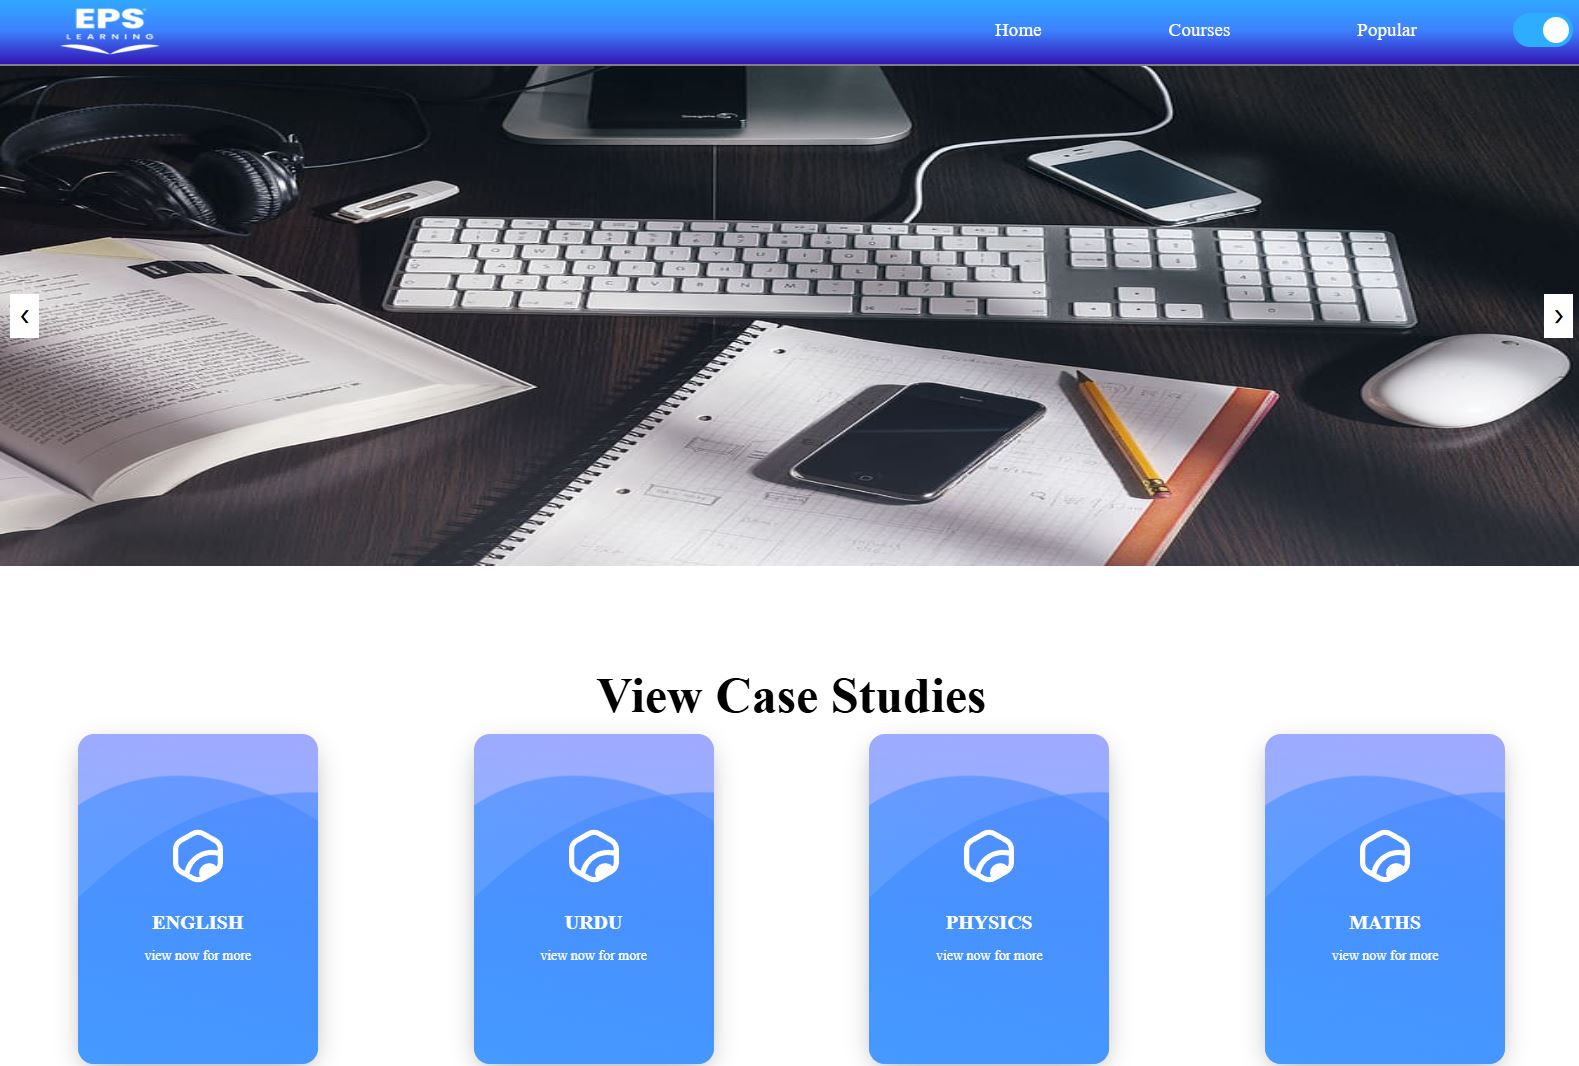 EPS
LEARNING
Home
Courses
Popular
View Case Studies
ENGLISH
view now for more
URDU
view now for more
PHYSICS
view now for more
MATHS
view now for more